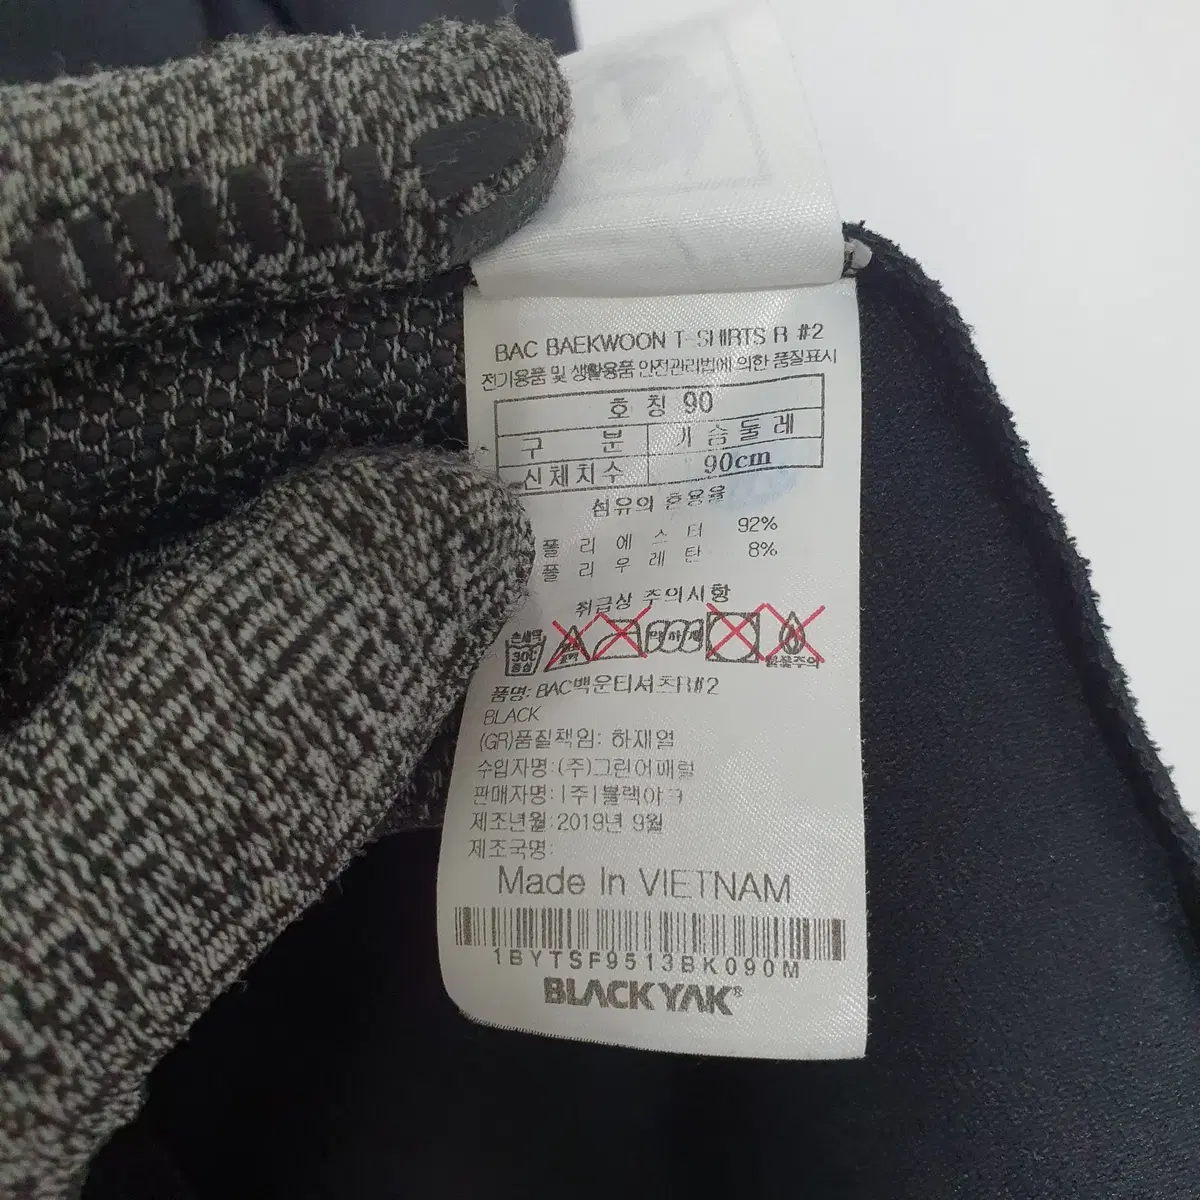 BAC BAEKWOON T-SHIRTS R #2
전기용품 및 생활용품 안전관리법에 의한 품질표시
호 칭 90
구 분 가 슴 둘 레
신체치수 90cm
섬유의 혼용율
폴 리 에 스 터 92%
폴 리 우 레 탄 8%
취급상 주의사항
손세탁
30℃
중성
불꽃주의
품명: BAC백운티셔츠R#2
BLACK
(GR)품질책임: 하재열
수입자명:(주)그린어패럴
판매자명:(주)블랙야크
제조년월:2019년 9월
제조국명:
Made In VIETNAM
1BYTSF9513BK090M
BLACKYAK®